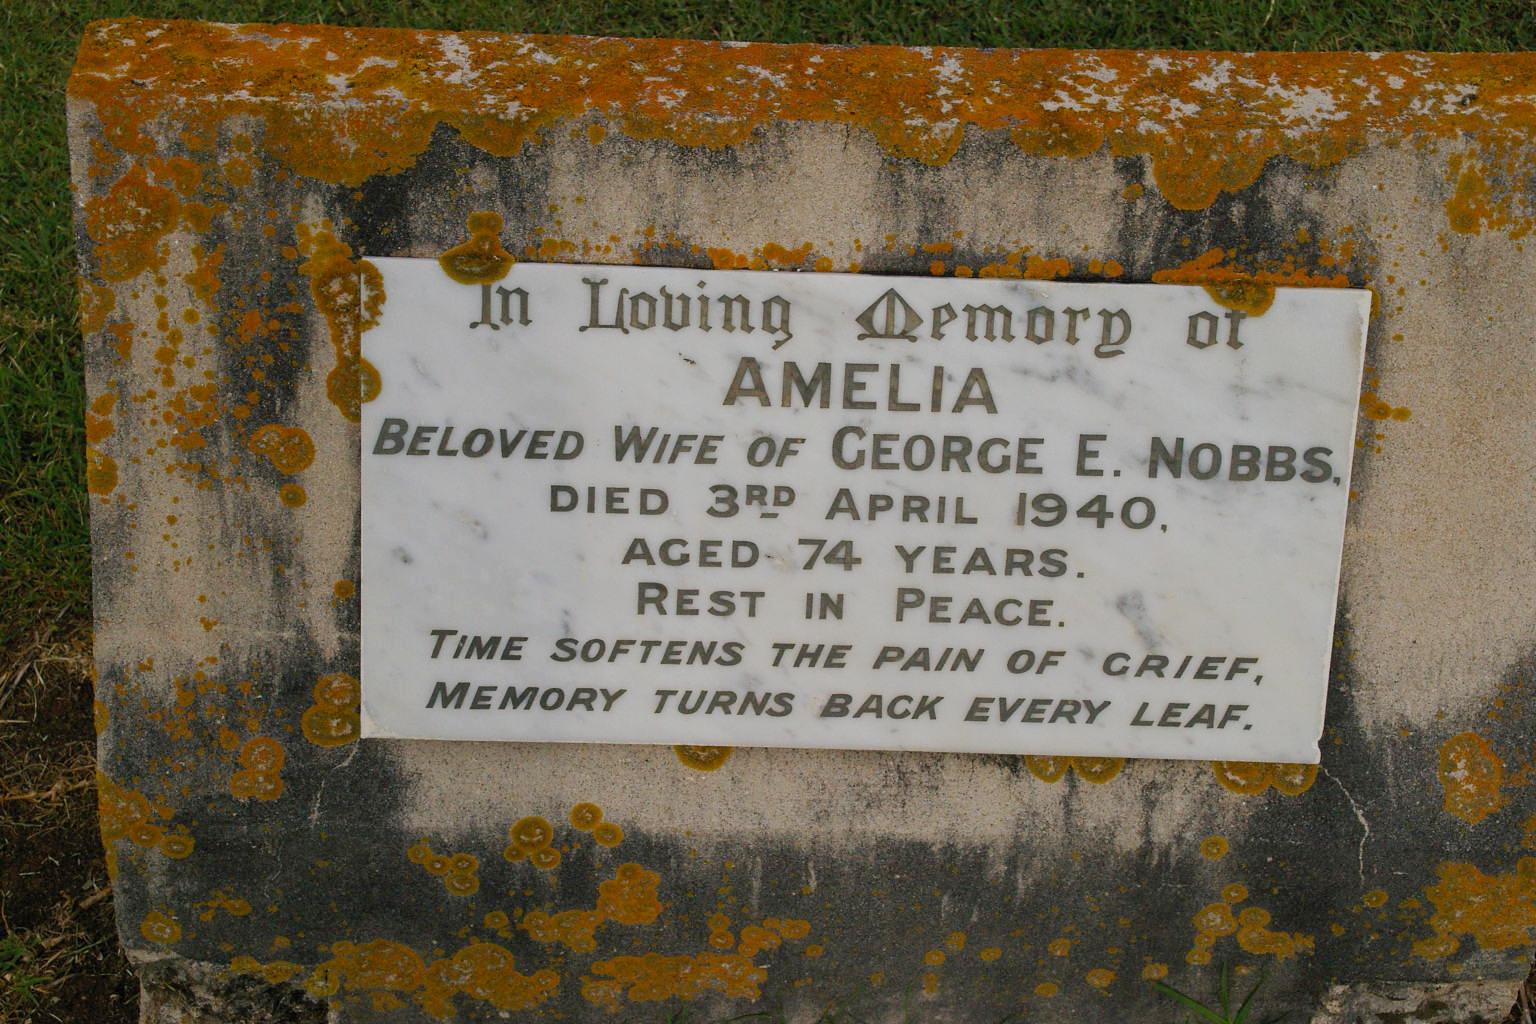 In Loving Memory of
AMELIA
BELOVED WIFE OF GEORGE E. NOBBS,
DIED 3RD APRIL 1940,
AGED 74 YEARS.
REST IN PEACE.
TIME SOFTENS THE PAIN OF GRIEF,
MEMORY TURNS BACK EVERY LEAF.